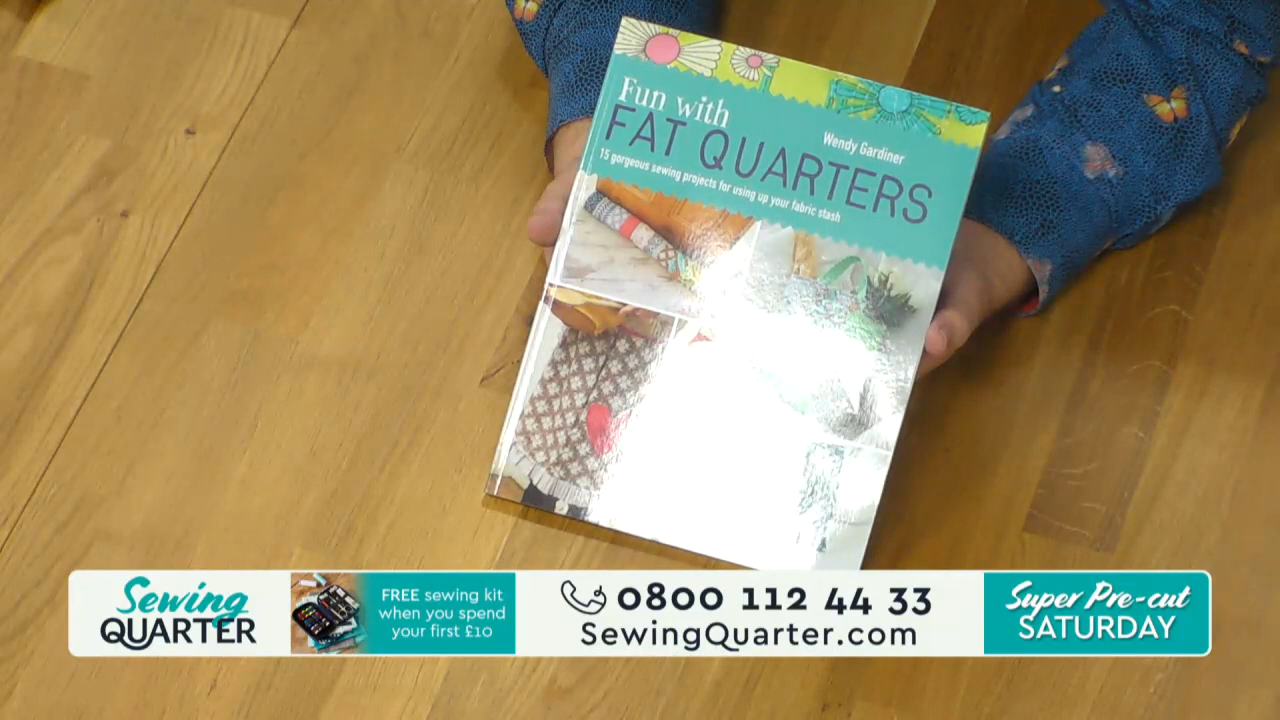 Fun with
FAT QUARTERS
Wendy Gardiner
15 gorgeous sewing projects for using up your fabric stash
Sewing
QUARTER
FREE sewing kit
when you spend
your first £10
0800 112 44 33
SewingQuarter.com
Super Pre-cut
SATURDAY